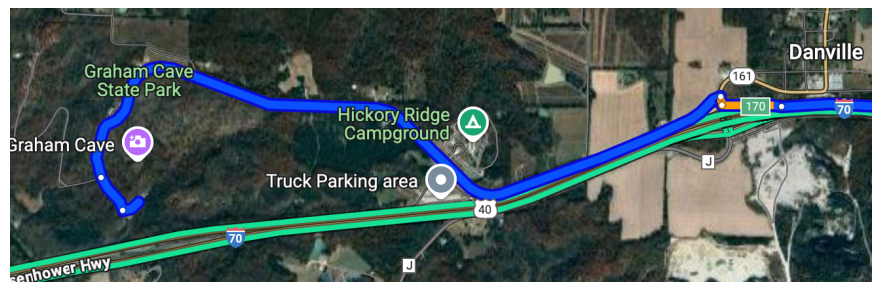 Danville
161
Graham Cave
State Park
170
70
Hickory Ridge
Campground
Graham Cave
J
Truck Parking area
40
70
J
senhower Hwy